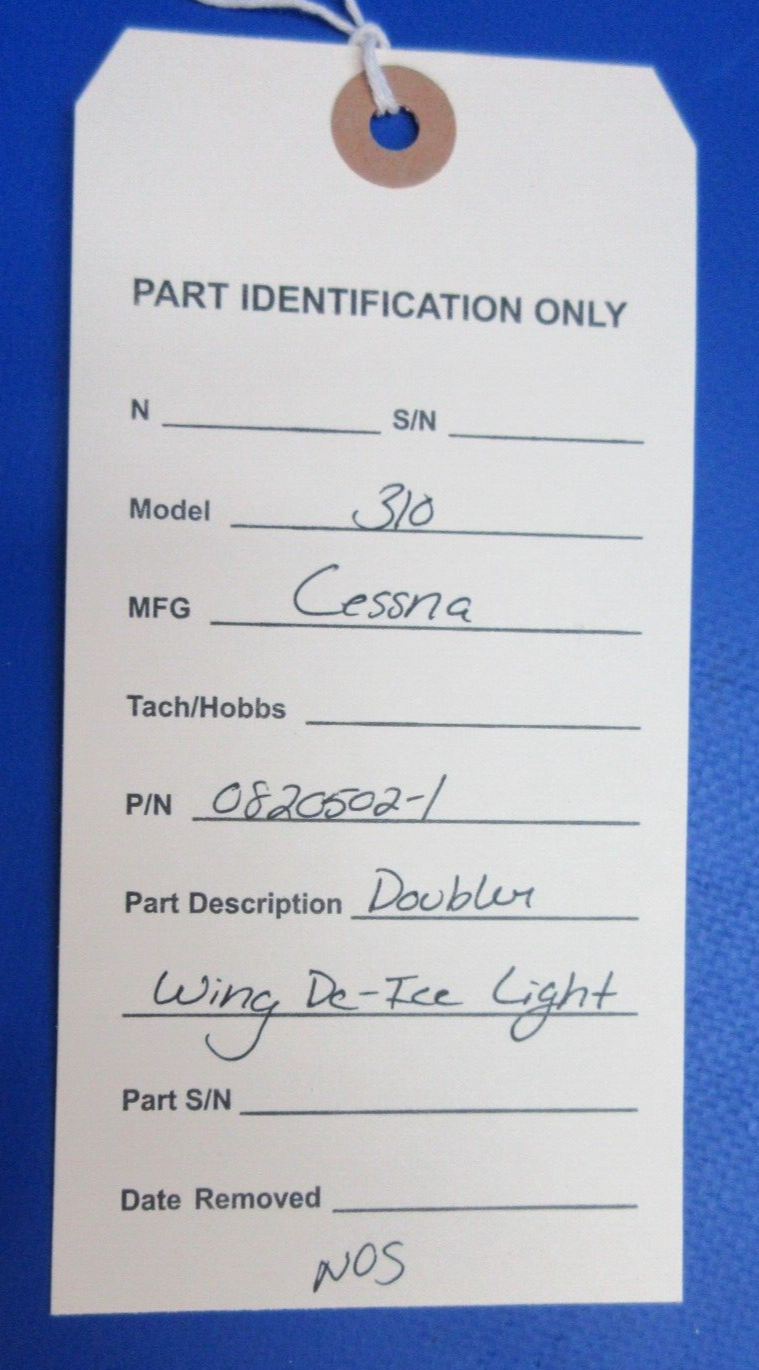 PART IDENTIFICATION ONLY
N S/N
Model 310
MFG Cessna
Tach/Hobbs
P/N 0820502-1
Part Description Doubler
Wing De-Ice Light
Part S/N
Date Removed
NOS